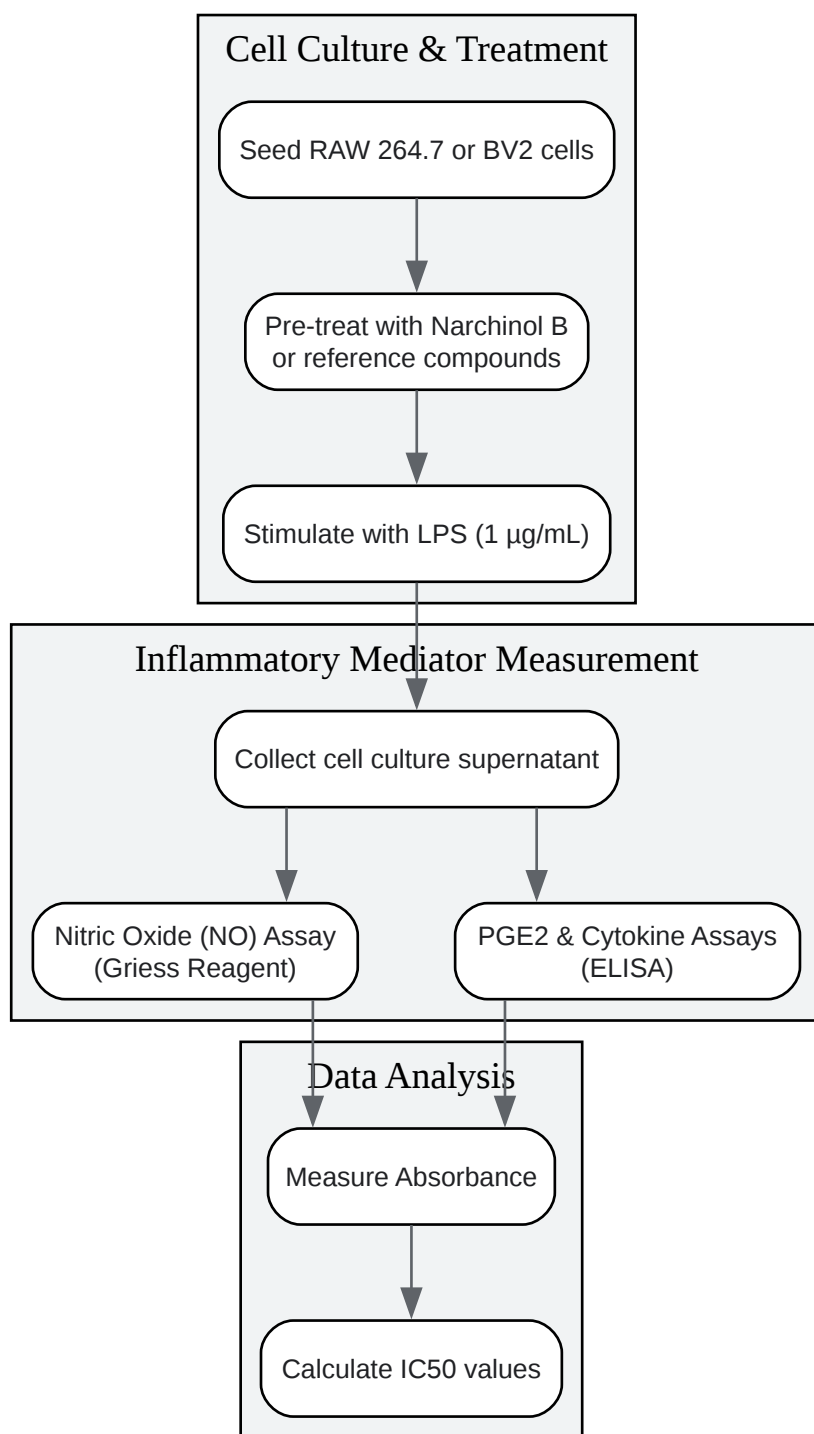 Cell Culture & Treatment
Seed RAW 264.7 or BV2 cells
Pre-treat with Narchinol B
or reference compounds
Stimulate with LPS (1 µg/mL)
Inflammatory Mediator Measurement
Collect cell culture supernatant
Nitric Oxide (NO) Assay
(Griess Reagent)
PGE2 & Cytokine Assays
(ELISA)
Data Analysis
Measure Absorbance
Calculate IC50 values